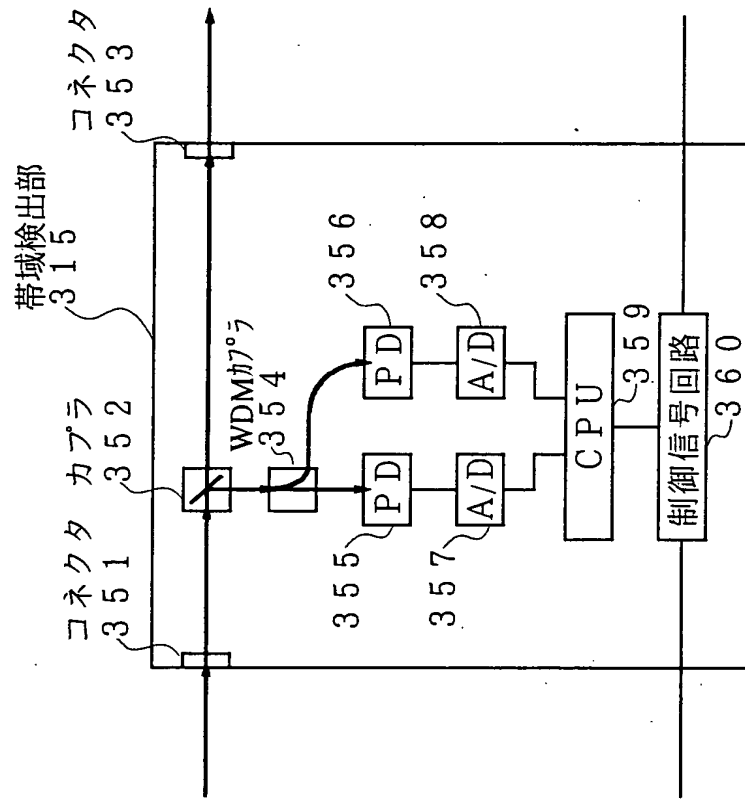 帯域検出部
315
コネクタ
351
カプラ
352
コネクタ
353
WDMカプラ
354
PD
355
PD
356
A/D
357
A/D
358
CPU
359
制御信号回路
360